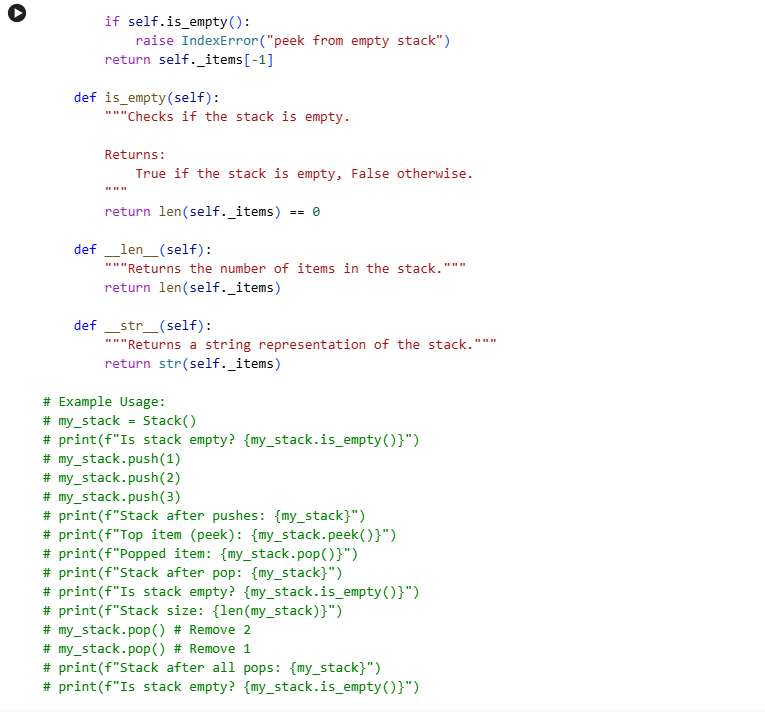 if self.is_empty():
            raise IndexError("peek from empty stack")
        return self._items[-1]

    def is_empty(self):
        """Checks if the stack is empty.

        Returns:
            True if the stack is empty, False otherwise.
        """
        return len(self._items) == 0

    def __len__(self):
        """Returns the number of items in the stack."""
        return len(self._items)

    def __str__(self):
        """Returns a string representation of the stack."""
        return str(self._items)

# Example Usage:
# my_stack = Stack()
# print(f"Is stack empty? {my_stack.is_empty()}")
# my_stack.push(1)
# my_stack.push(2)
# my_stack.push(3)
# print(f"Stack after pushes: {my_stack}")
# print(f"Top item (peek): {my_stack.peek()}")
# print(f"Popped item: {my_stack.pop()}")
# print(f"Stack after pop: {my_stack}")
# print(f"Is stack empty? {my_stack.is_empty()}")
# print(f"Stack size: {len(my_stack)}")
# my_stack.pop() # Remove 2
# my_stack.pop() # Remove 1
# print(f"Stack after all pops: {my_stack}")
# print(f"Is stack empty? {my_stack.is_empty()}")